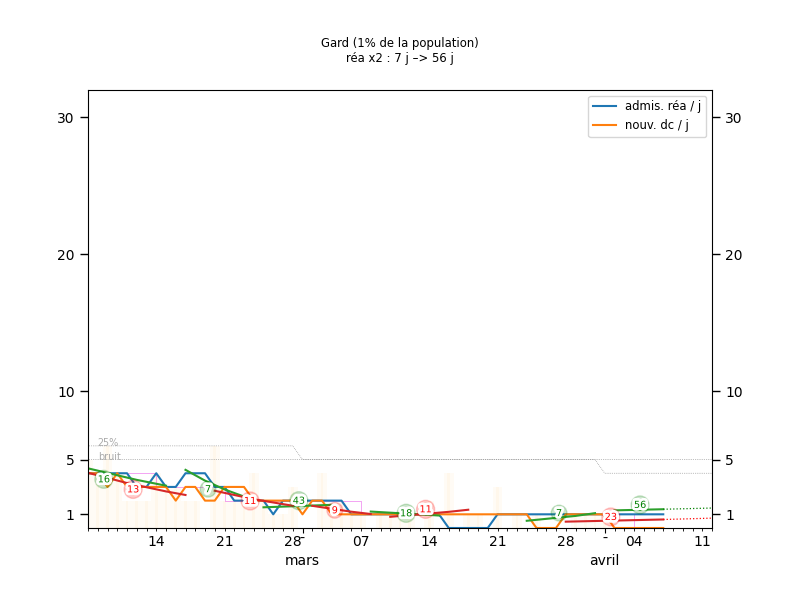 Gard (1% de la population)
réa x2 : 7 j –> 56 j
admis. réa / j
nouv. dc / j
30 30
20 20
10 10
5 5
1 1
25%
bruit
16 13 7 11 43 9 18 11 7 23 56
14 21 28 07 14 21 28 04 11
mars avril